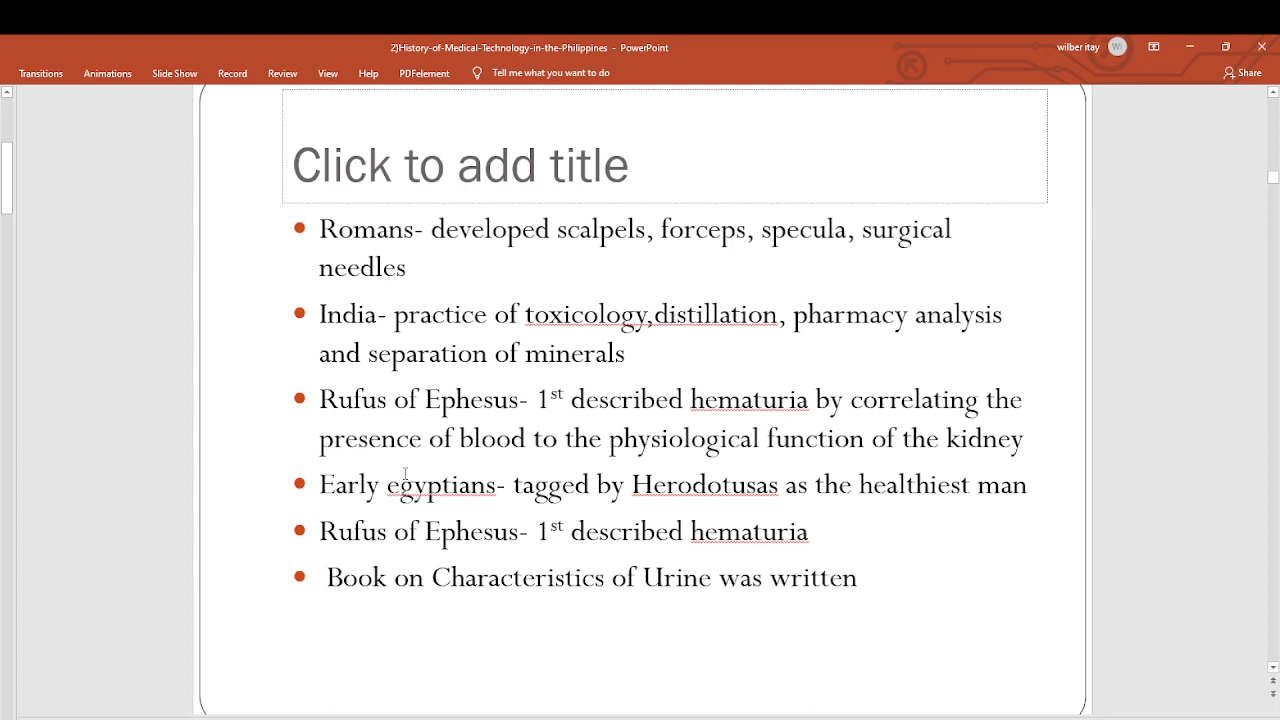 2)History-of-Medical-Technology-in-the-Philippines - PowerPoint
wilber itay WI
Transitions Animations Slide Show Record Review View Help PDFelement Tell me what you want to do Share
Click to add title
Romans- developed scalpels, forceps, specula, surgical
needles
India- practice of toxicology,distillation, pharmacy analysis
and separation of minerals
Rufus of Ephesus- 1st described hematuria by correlating the
presence of blood to the physiological function of the kidney
Early egyptians- tagged by Herodotusas as the healthiest man
Rufus of Ephesus- 1st described hematuria
Book on Characteristics of Urine was written